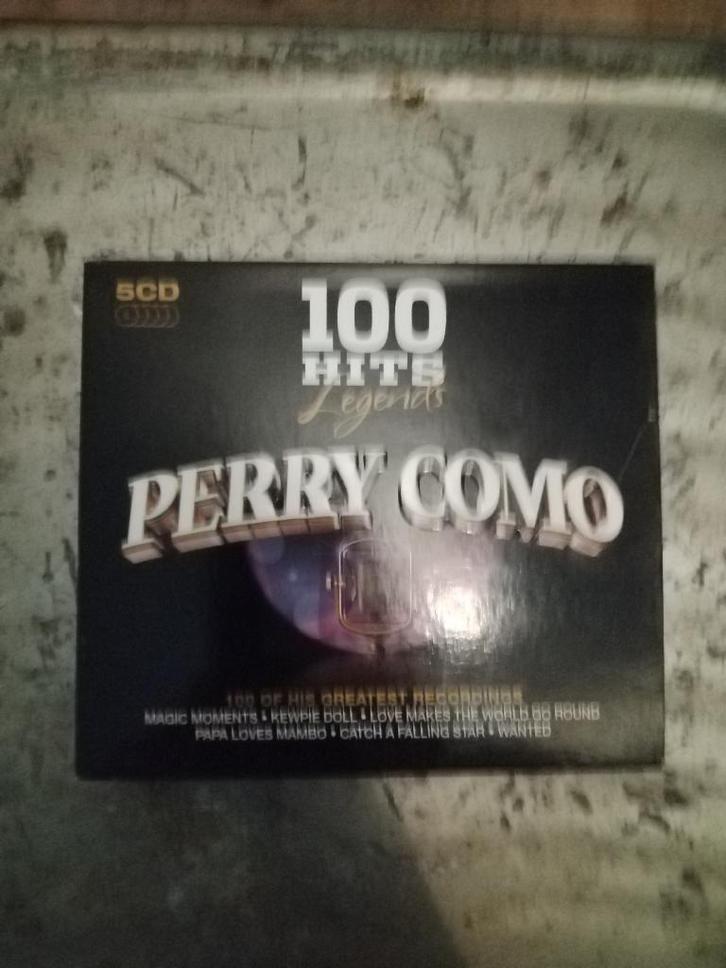 5CD
100
HITS
Legends
PERRY COMO
100 OF HIS GREATEST RECORDINGS
MAGIC MOMENTS • KEWPIE DOLL • LOVE MAKES THE WORLD GO ROUND
PAPA LOVES MAMBO • CATCH A FALLING STAR • WANTED